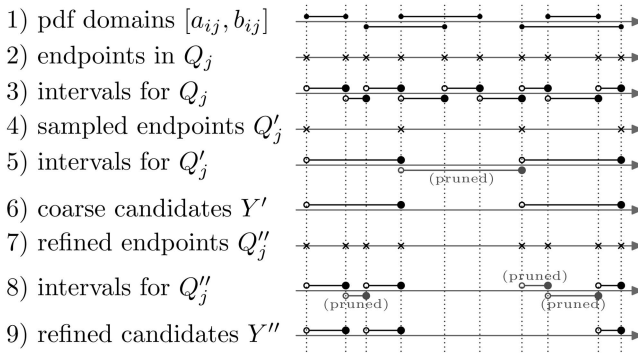 1) pdf domains [a_{ij}, b_{ij}]
2) endpoints in Q_j
3) intervals for Q_j
4) sampled endpoints Q'_j
5) intervals for Q'_j
(pruned)
6) coarse candidates Y'
7) refined endpoints Q''_j
(pruned)
8) intervals for Q''_j
(pruned) (pruned)
9) refined candidates Y''